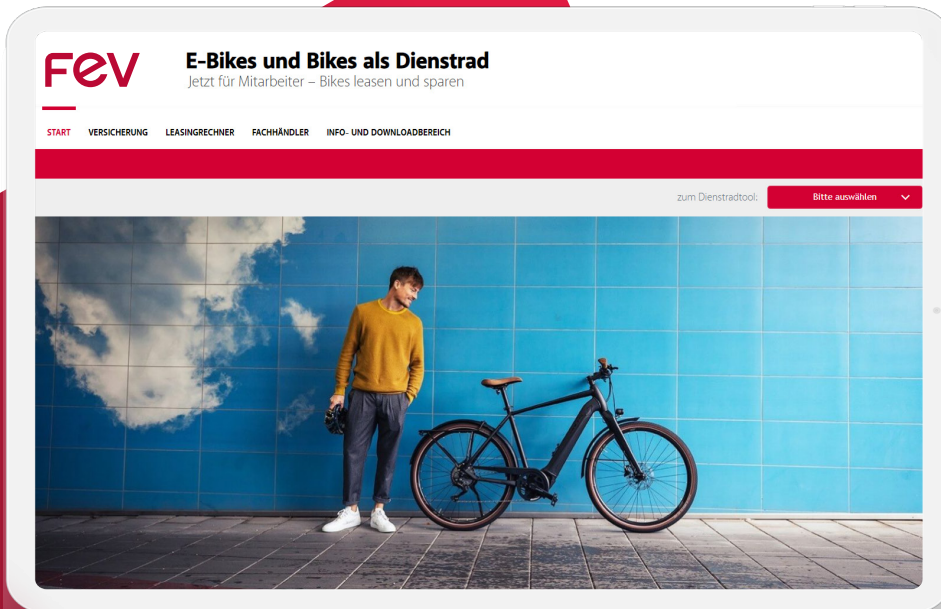 FEV
E-Bikes und Bikes als Dienstrad
Jetzt für Mitarbeiter – Bikes leasen und sparen
START VERSICHERUNG LEASINGRECHNER FACHHÄNDLER INFO- UND DOWNLOADBEREICH
zum Dienstradtool: Bitte auswählen